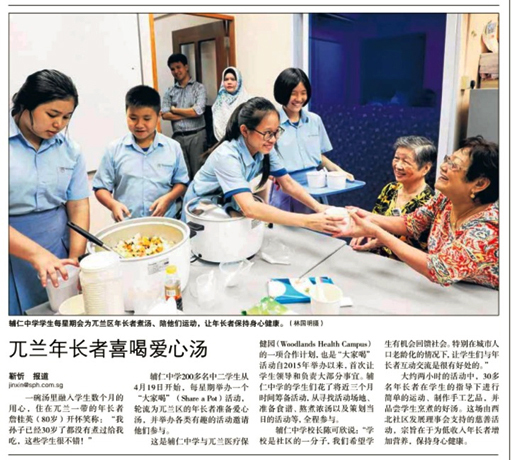 辅仁中学学生每星期会为兀兰区年长者煮汤、陪他们运动，让年长者保持身心健康。（林国明摄）
兀兰年长者喜喝爱心汤
靳忻 报道
jinxin@sph.com.sg
一碗汤里融入学生数个月的
用心，住在兀兰一带的年长者
詹桂英（80岁）开怀笑称：“我
孙子已经30岁了都没有煮过给我
吃，这些学生很不错！”
辅仁中学200多名中二学生从
4月19日开始，每星期举办一个
“大家喝”（Share a Pot）活动，
轮流为兀兰区的年长者准备爱心
汤，并举办各类有趣的活动邀请
他们参与。
这是辅仁中学与兀兰医疗保
健园（Woodlands Health Campus）
的一项合作计划，也是“大家喝”
活动自2015年举办以来，首次让
学生领导和负责大部分事宜。辅
仁中学的学生们花了将近三个月
时间筹备活动，从寻找活动场地、
准备食谱、熬煮浓汤以及策划当
日的活动等，全程参与。
辅仁中学校长陈可欣说：“学
校是社区的一分子，我们希望学
生有机会回馈社会。特别在城市人
口老龄化的情况下，让学生们与年
长者互动交流是很有好处的。”
大约两小时的活动中，30多
名年长者在学生的指导下进行
简单的运动、制作手工艺品，并
品尝学生烹煮的好汤。这场由西
北社区发展理事会支持的慈善活
动，宗旨在于为低收入年长者增
加营养，保持身心健康。